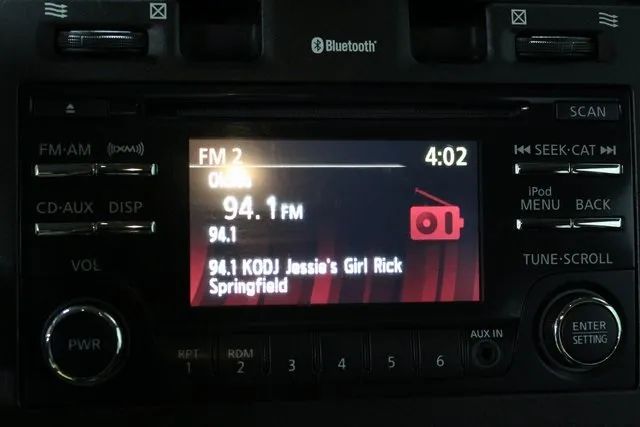 Bluetooth
SCAN
FM·AM
SEEK·CAT
CD·AUX DISP
iPod
MENU BACK
VOL
TUNE·SCROLL
PWR
ENTER
SETTING
AUX IN
RPT RDM
1 2 3 4 5 6
FM 2 4:02
94.1 FM
94.1
94.1 KODJ Jessie's Girl Rick
Springfield